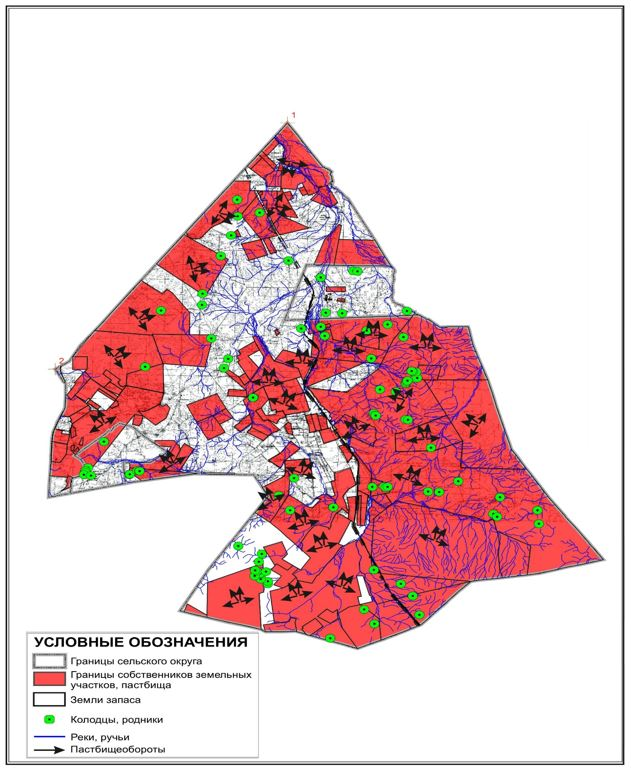 1
2
УСЛОВНЫЕ ОБОЗНАЧЕНИЯ
Границы сельского округа
Границы собственников земельных
участков, пастбища
Земли запаса
Колодцы, родники
Реки, ручьи
Пастбищеобороты